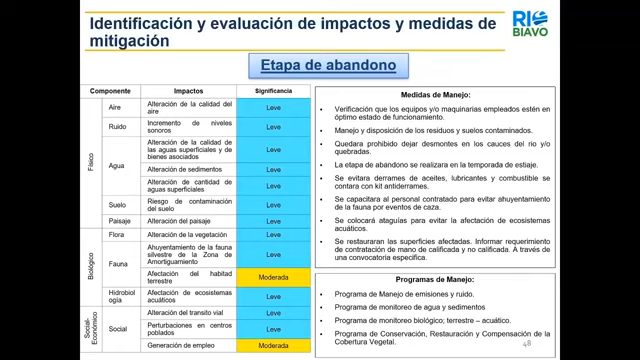 Identificación y evaluación de impactos y medidas de
mitigación
RIO
BIAVO
Etapa de abandono
Componente
Impactos
Significancia
Físico
Aire
Alteración de la calidad del
aire
Leve
Ruido
Incremento de niveles
sonoros
Leve
Agua
Alteración de la calidad
de las aguas superficiales y de
bienes asociados
Leve
Alteración de sedimentos
Leve
Alteración de cantidad de
aguas superficiales
Leve
Suelo
Riesgo de contaminación
del suelo
Leve
Paisaje
Alteración del paisaje
Leve
Biológico
Flora
Alteración de la vegetación
Leve
Fauna
Ahuyentamiento de la fauna
silvestre de la Zona de
Amortiguamiento
Leve
Afectación del habitad
terrestre
Moderada
Hidrobiol
ogía
Afectación de ecosistemas
acuáticos
Leve
Social-
Económico
Social
Alteración del transito vial
Leve
Perturbaciones en centros
poblados
Leve
Generación de empleo
Moderada
Medidas de Manejo:
Verificación que los equipos y/o maquinarias empleados estén en
óptimo estado de funcionamiento.
Manejo y disposición de los residuos y suelos contaminados.
Quedara prohibido dejar desmontes en los cauces del rio y/o
quebradas.
La etapa de abandono se realizara en la temporada de estiaje.
Se evitara derrames de aceites, lubricantes y combustible se
contara con kit antiderrames.
Se capacitara al personal contratado para evitar ahuyentamiento
de la fauna por eventos de caza.
Se colocará ataguías para evitar la afectación de ecosistemas
acuáticos.
Se restauraran las superficies afectadas. Informar requerimiento
de contratación de mano de calificada y no calificada. A través de
una convocatoria especifica.
Programas de Manejo:
Programa de Manejo de emisiones y ruido.
Programa de monitoreo de agua y sedimentos
Programa de monitoreo biológico; terrestre – acuático.
Programa de Conservación, Restauración y Compensación de la
Cobertura Vegetal.
48